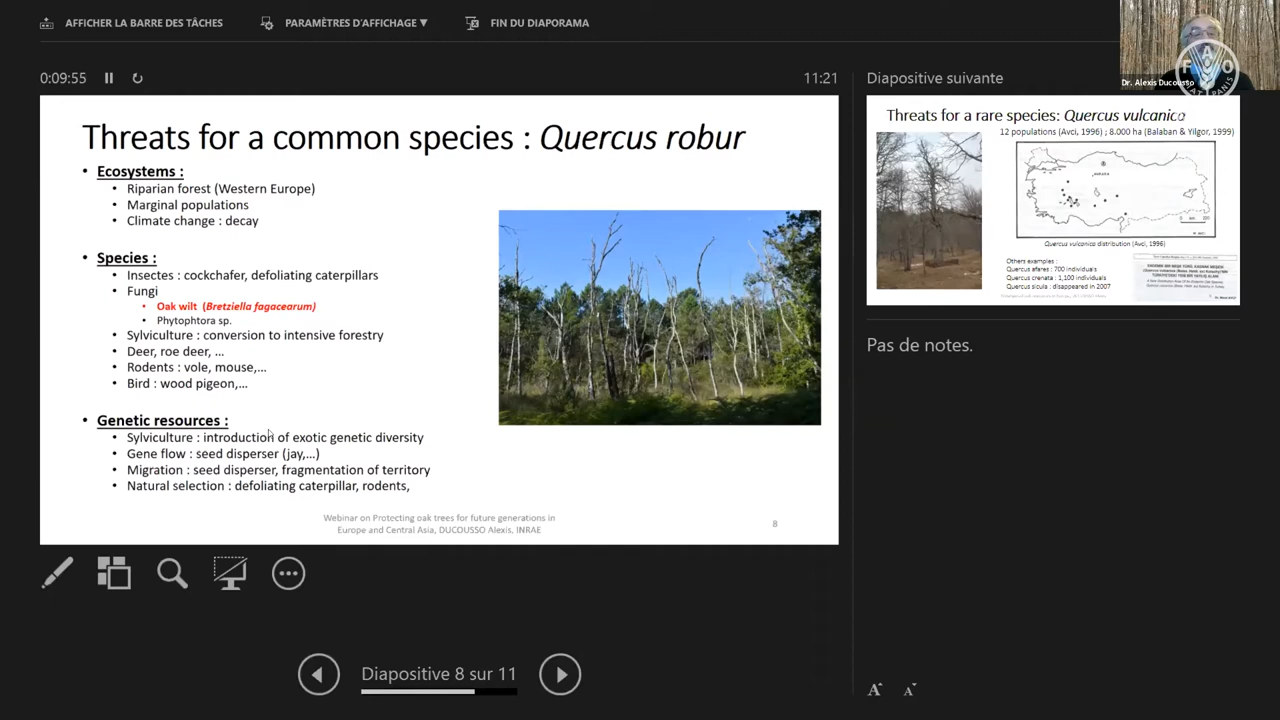 AFFICHER LA BARRE DES TÂCHES
PARAMÈTRES D'AFFICHAGE ▼
FIN DU DIAPORAMA
0:09:55
11:21
Diapositive suivante
Dr. Alexis Ducousso
F A O
PANIS
Threats for a common species : Quercus robur
• Ecosystems :
• Riparian forest (Western Europe)
• Marginal populations
• Climate change : decay
• Species :
• Insectes : cockchafer, defoliating caterpillars
• Fungi
• Oak wilt (Bretziella fagacearum)
• Phytophtora sp.
• Sylviculture : conversion to intensive forestry
• Deer, roe deer, ...
• Rodents : vole, mouse,...
• Bird : wood pigeon,...
• Genetic resources :
• Sylviculture : introduction of exotic genetic diversity
• Gene flow : seed disperser (jay,...)
• Migration : seed disperser, fragmentation of territory
• Natural selection : defoliating caterpillar, rodents,
Webinar on Protecting oak trees for future generations in
Europe and Central Asia, DUCOUSSO Alexis, INRAE
8
Threats for a rare species: Quercus vulcanica
12 populations (Avci, 1996) ; 8.000 ha (Balaban & Yilgor, 1999)
Quercus vulcanica distribution (Avci, 1996)
Others examples :
Quercus afares : 700 individuals
Quercus crenata : 1,100 individuals
Quercus sicula : disappeared in 2007
Pas de notes.
Diapositive 8 sur 11
A A